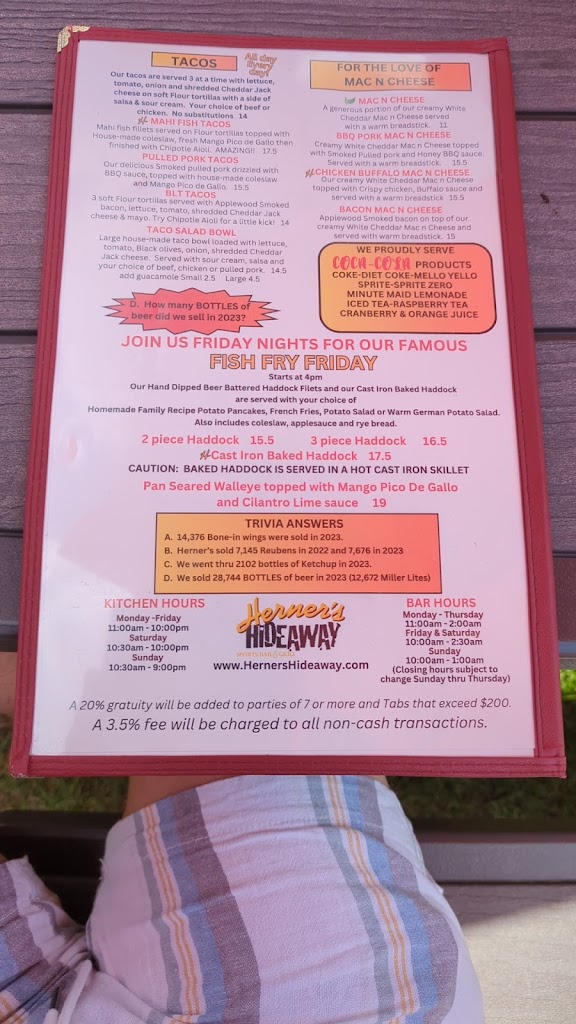 TACOS
All day
Every
day!
Our tacos are served 3 at a time with lettuce,
tomato, onion and shredded Cheddar Jack
cheese on soft Flour tortillas with a side of
salsa & sour cream. Your choice of beef or
chicken. No substitutions 14
MAHI FISH TACOS
Mahi fish fillets served on Flour tortillas topped with
House-made coleslaw, fresh Mango Pico de Gallo then
finished with Chipotle Aioli. AMAZING!! 17.5
PULLED PORK TACOS
Our delicious Smoked pulled pork drizzled with
BBQ sauce, topped with house-made coleslaw
and Mango Pico de Gallo. 15.5
BLT TACOS
3 soft Flour tortillas served with Applewood Smoked
bacon, lettuce, tomato, shredded Cheddar Jack
cheese & mayo. Try Chipotle Aioli for a little kick! 14
TACO SALAD BOWL
Large house-made taco bowl loaded with lettuce,
tomato, Black olives, onion, shredded Cheddar
Jack cheese. Served with sour cream, salsa and
your choice of beef, chicken or pulled pork. 14.5
add guacamole Small 2.5 Large 4.5
D. How many BOTTLES of
beer did we sell in 2023?
FOR THE LOVE OF
MAC N CHEESE
MAC N CHEESE
A generous portion of our creamy White
Cheddar Mac n Cheese served
with a warm breadstick. 11
BBQ PORK MAC N CHEESE
Creamy White Cheddar Mac n Cheese topped
with Smoked Pulled pork and Honey BBQ sauce.
Served with a warm breadstick. 15.5
CHICKEN BUFFALO MAC N CHEESE
Our creamy White Cheddar Mac n Cheese
topped with Crispy chicken, Buffalo sauce and
served with a warm breadstick. 15.5
BACON MAC N CHEESE
Applewood Smoked bacon on top of our
creamy White Cheddar Mac n Cheese and
served with warm breadstick. 15
WE PROUDLY SERVE
COCA-COLA PRODUCTS
COKE-DIET COKE-MELLO YELLO
SPRITE-SPRITE ZERO
MINUTE MAID LEMONADE
ICED TEA-RASPBERRY TEA
CRANBERRY & ORANGE JUICE
JOIN US FRIDAY NIGHTS FOR OUR FAMOUS
FISH FRY FRIDAY
Starts at 4pm
Our Hand Dipped Beer Battered Haddock Filets and our Cast Iron Baked Haddock
are served with your choice of
Homemade Family Recipe Potato Pancakes, French Fries, Potato Salad or Warm German Potato Salad.
Also includes coleslaw, applesauce and rye bread.
2 piece Haddock 15.5 3 piece Haddock 16.5
Cast Iron Baked Haddock 17.5
CAUTION: BAKED HADDOCK IS SERVED IN A HOT CAST IRON SKILLET
Pan Seared Walleye topped with Mango Pico De Gallo
and Cilantro Lime sauce 19
TRIVIA ANSWERS
A. 14,376 Bone-in wings were sold in 2023.
B. Herner's sold 7,145 Reubens in 2022 and 7,676 in 2023
C. We went thru 2102 bottles of Ketchup in 2023.
D. We sold 28,744 BOTTLES of beer in 2023 (12,672 Miller Lites)
KITCHEN HOURS
Monday -Friday
11:00am - 10:00pm
Saturday
10:30am - 10:00pm
Sunday
10:30am - 9:00pm
Herner's
HIDEAWAY
SPORTS BAR & GRILL
www.HernersHideaway.com
BAR HOURS
Monday - Thursday
11:00am - 2:00am
Friday & Saturday
10:00am - 2:30am
Sunday
10:00am - 1:00am
(Closing hours subject to
change Sunday thru Thursday)
A 20% gratuity will be added to parties of 7 or more and Tabs that exceed $200.
A 3.5% fee will be charged to all non-cash transactions.